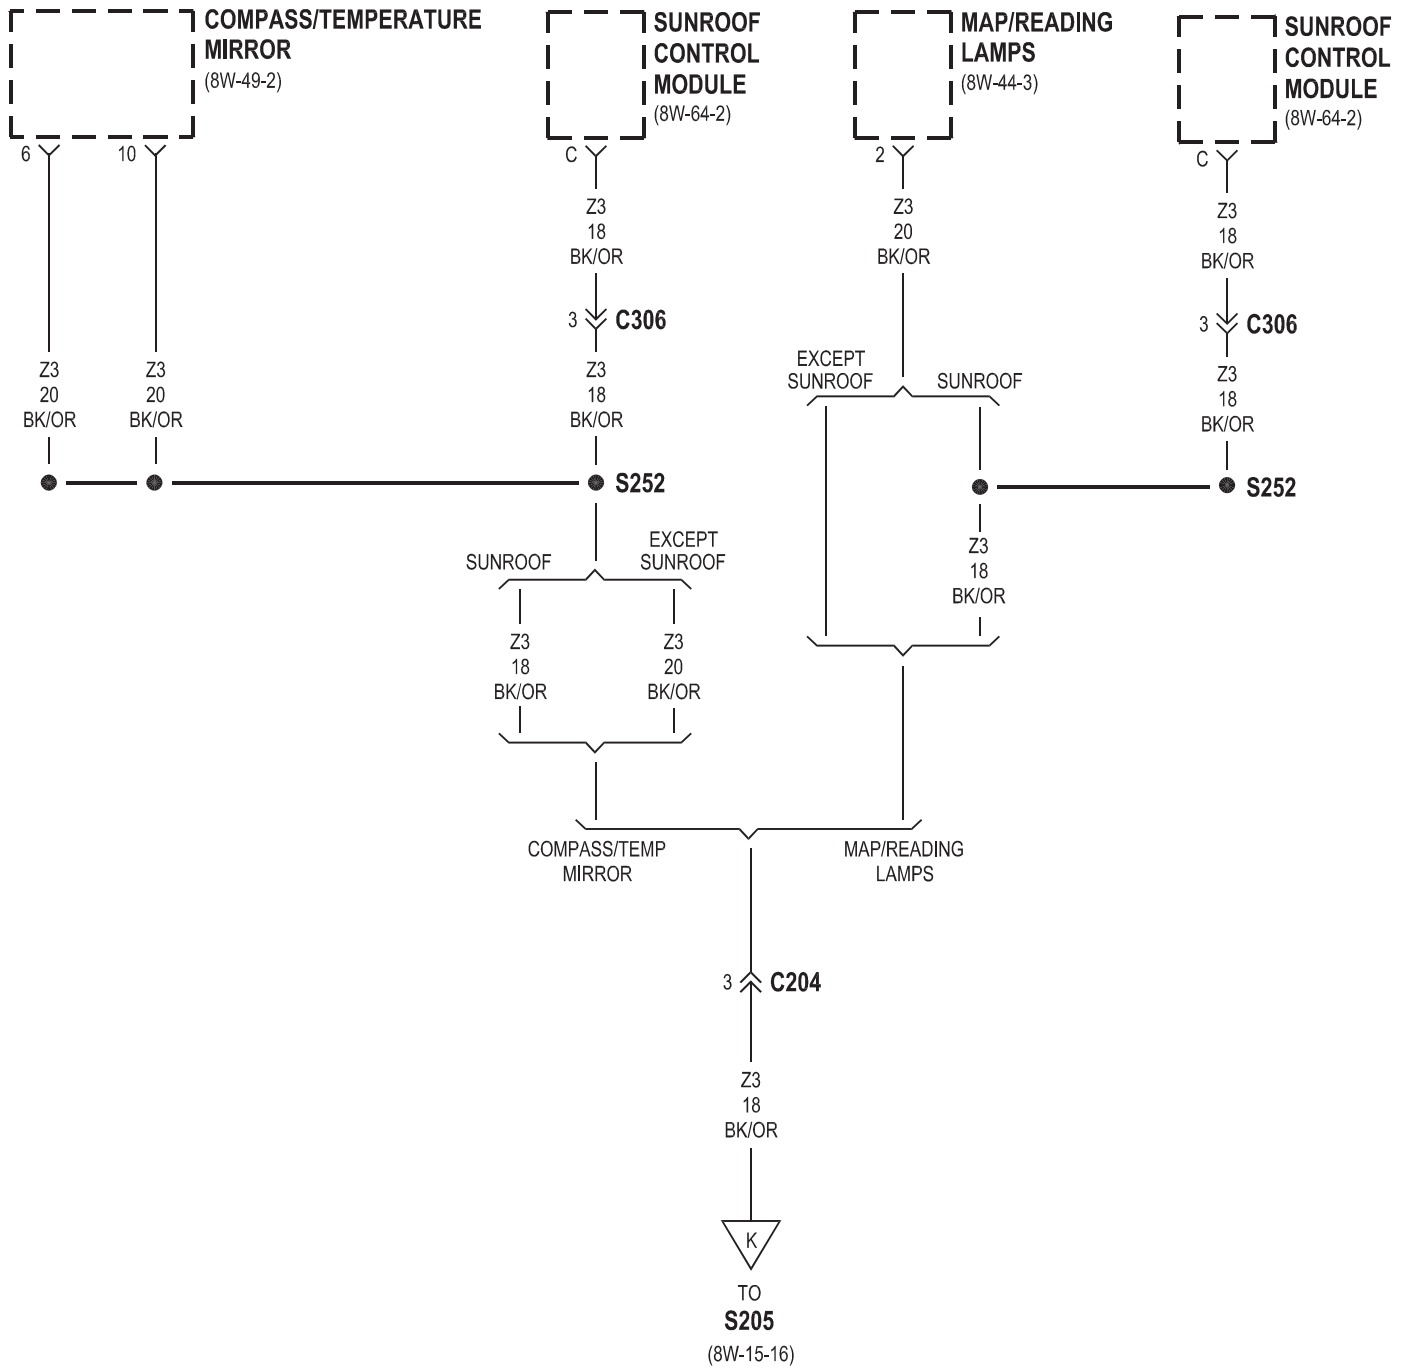 COMPASS/TEMPERATURE
MIRROR
(8W-49-2)
SUNROOF
CONTROL
MODULE
(8W-64-2)
MAP/READING
LAMPS
(8W-44-3)
SUNROOF
CONTROL
MODULE
(8W-64-2)
6
10
C
2
C
Z3
18
BK/OR
Z3
20
BK/OR
Z3
18
BK/OR
3
C306
3
C306
Z3
20
BK/OR
Z3
20
BK/OR
Z3
18
BK/OR
EXCEPT
SUNROOF
SUNROOF
Z3
18
BK/OR
S252
S252
SUNROOF
EXCEPT
SUNROOF
Z3
18
BK/OR
Z3
18
BK/OR
Z3
20
BK/OR
COMPASS/TEMP
MIRROR
MAP/READING
LAMPS
3
C204
Z3
18
BK/OR
K
TO
S205
(8W-15-16)